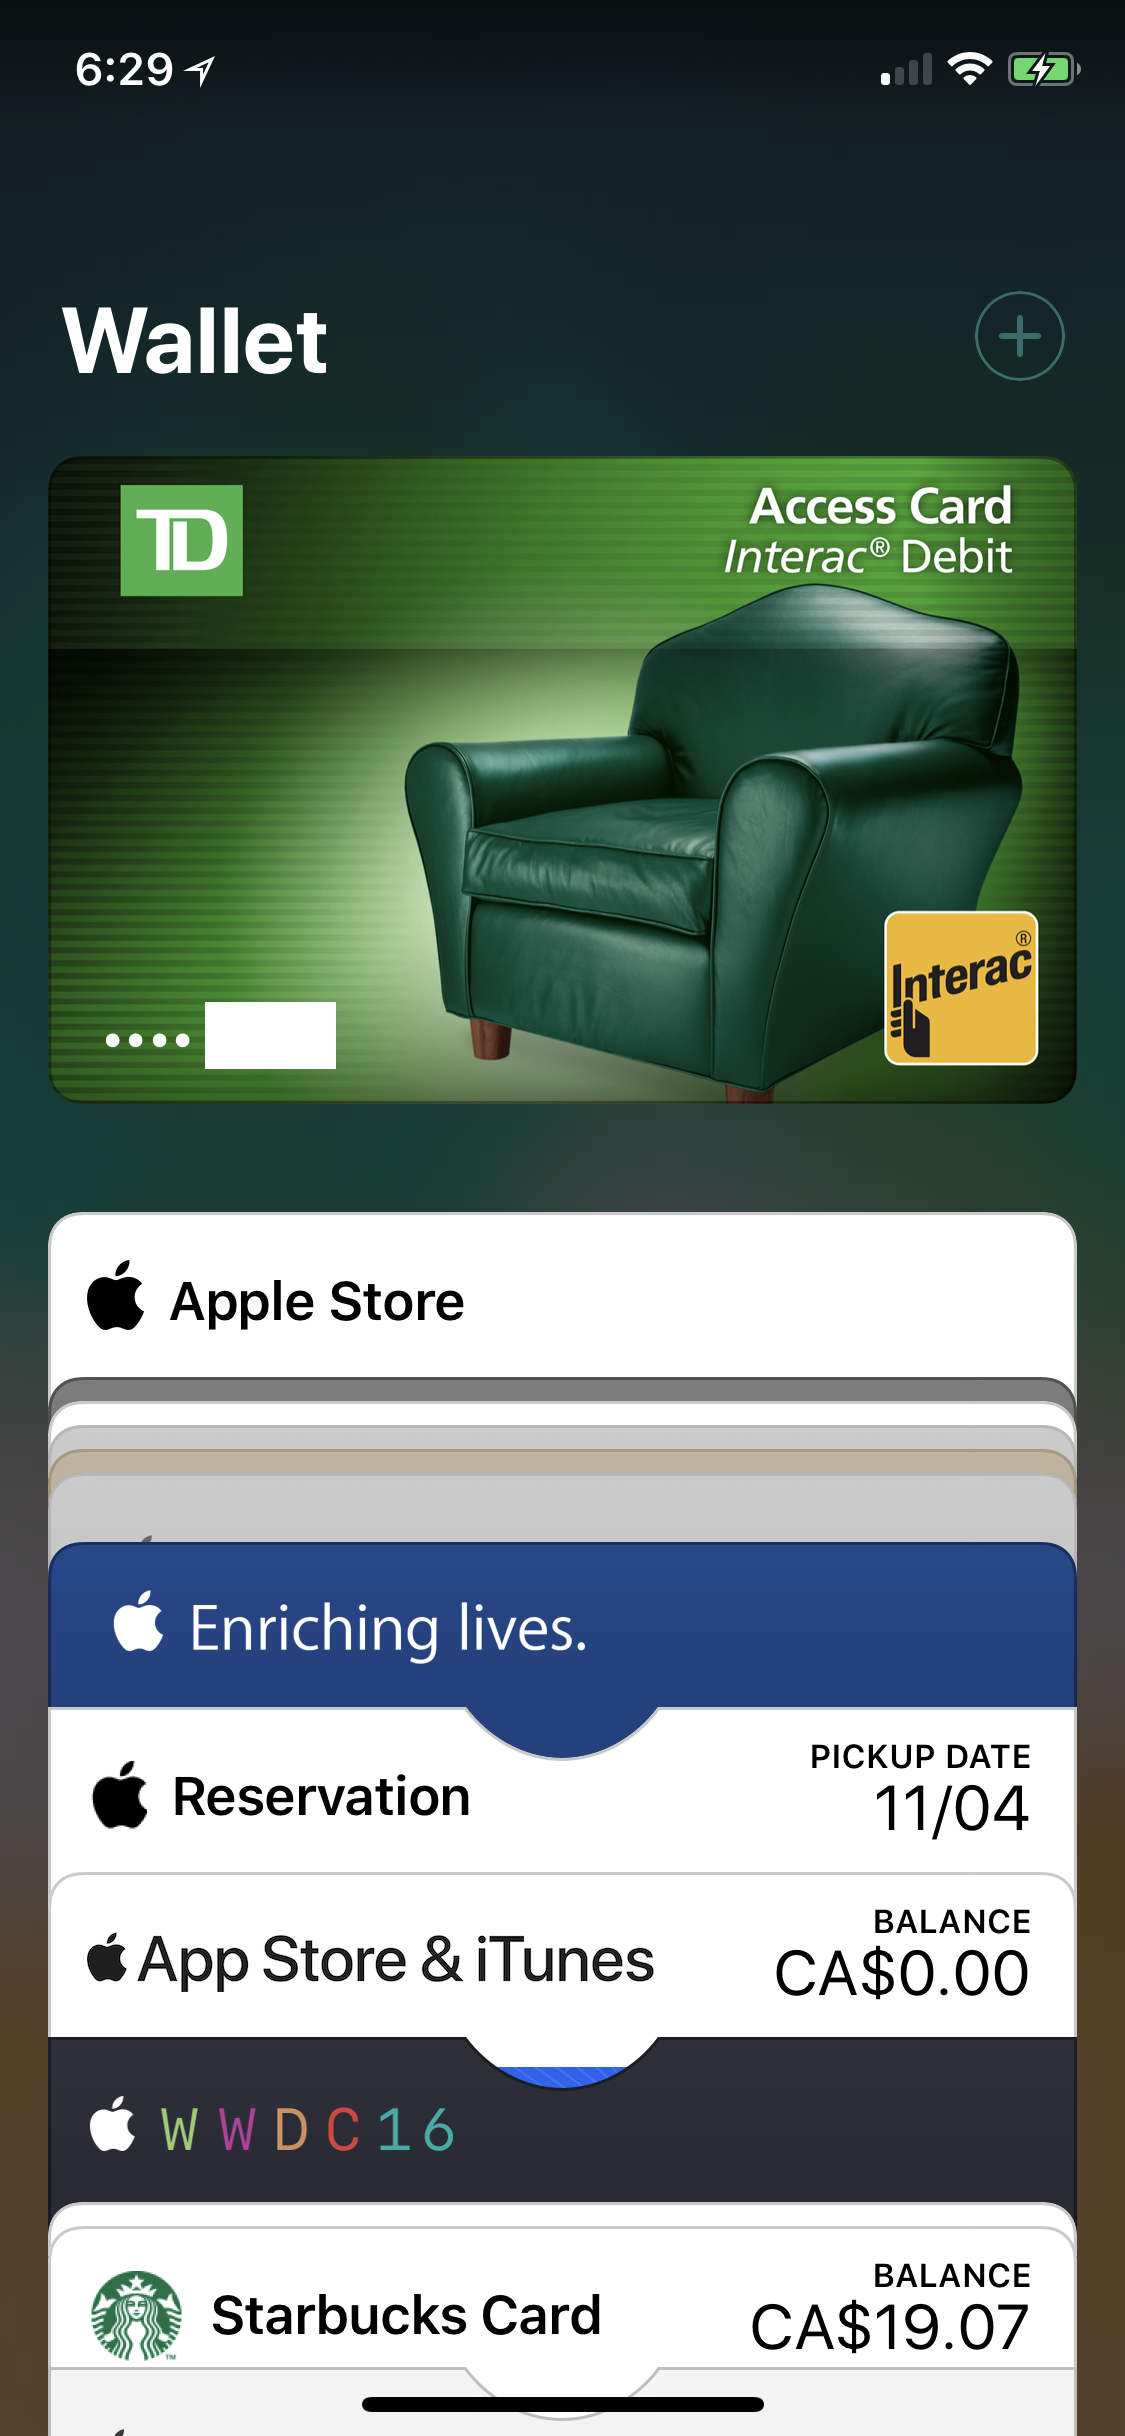 6:29
Wallet
TD
Access Card
Interac® Debit
Interac®
Apple Store
Enriching lives.
Reservation
PICKUP DATE
11/04
App Store & iTunes
BALANCE
CA$0.00
WWDC16
Starbucks Card
BALANCE
CA$19.07